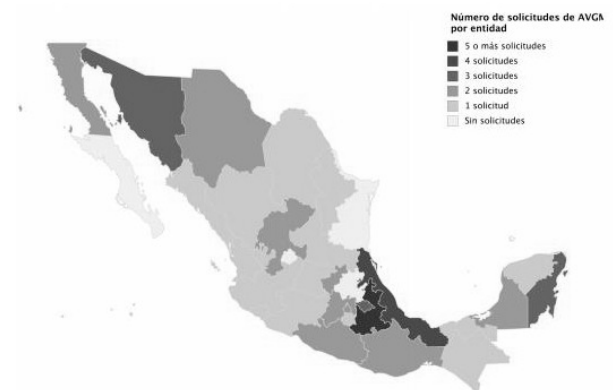 Número de solicitudes de AVGM
por entidad
5 o más solicitudes
4 solicitudes
3 solicitudes
2 solicitudes
1 solicitud
Sin solicitudes